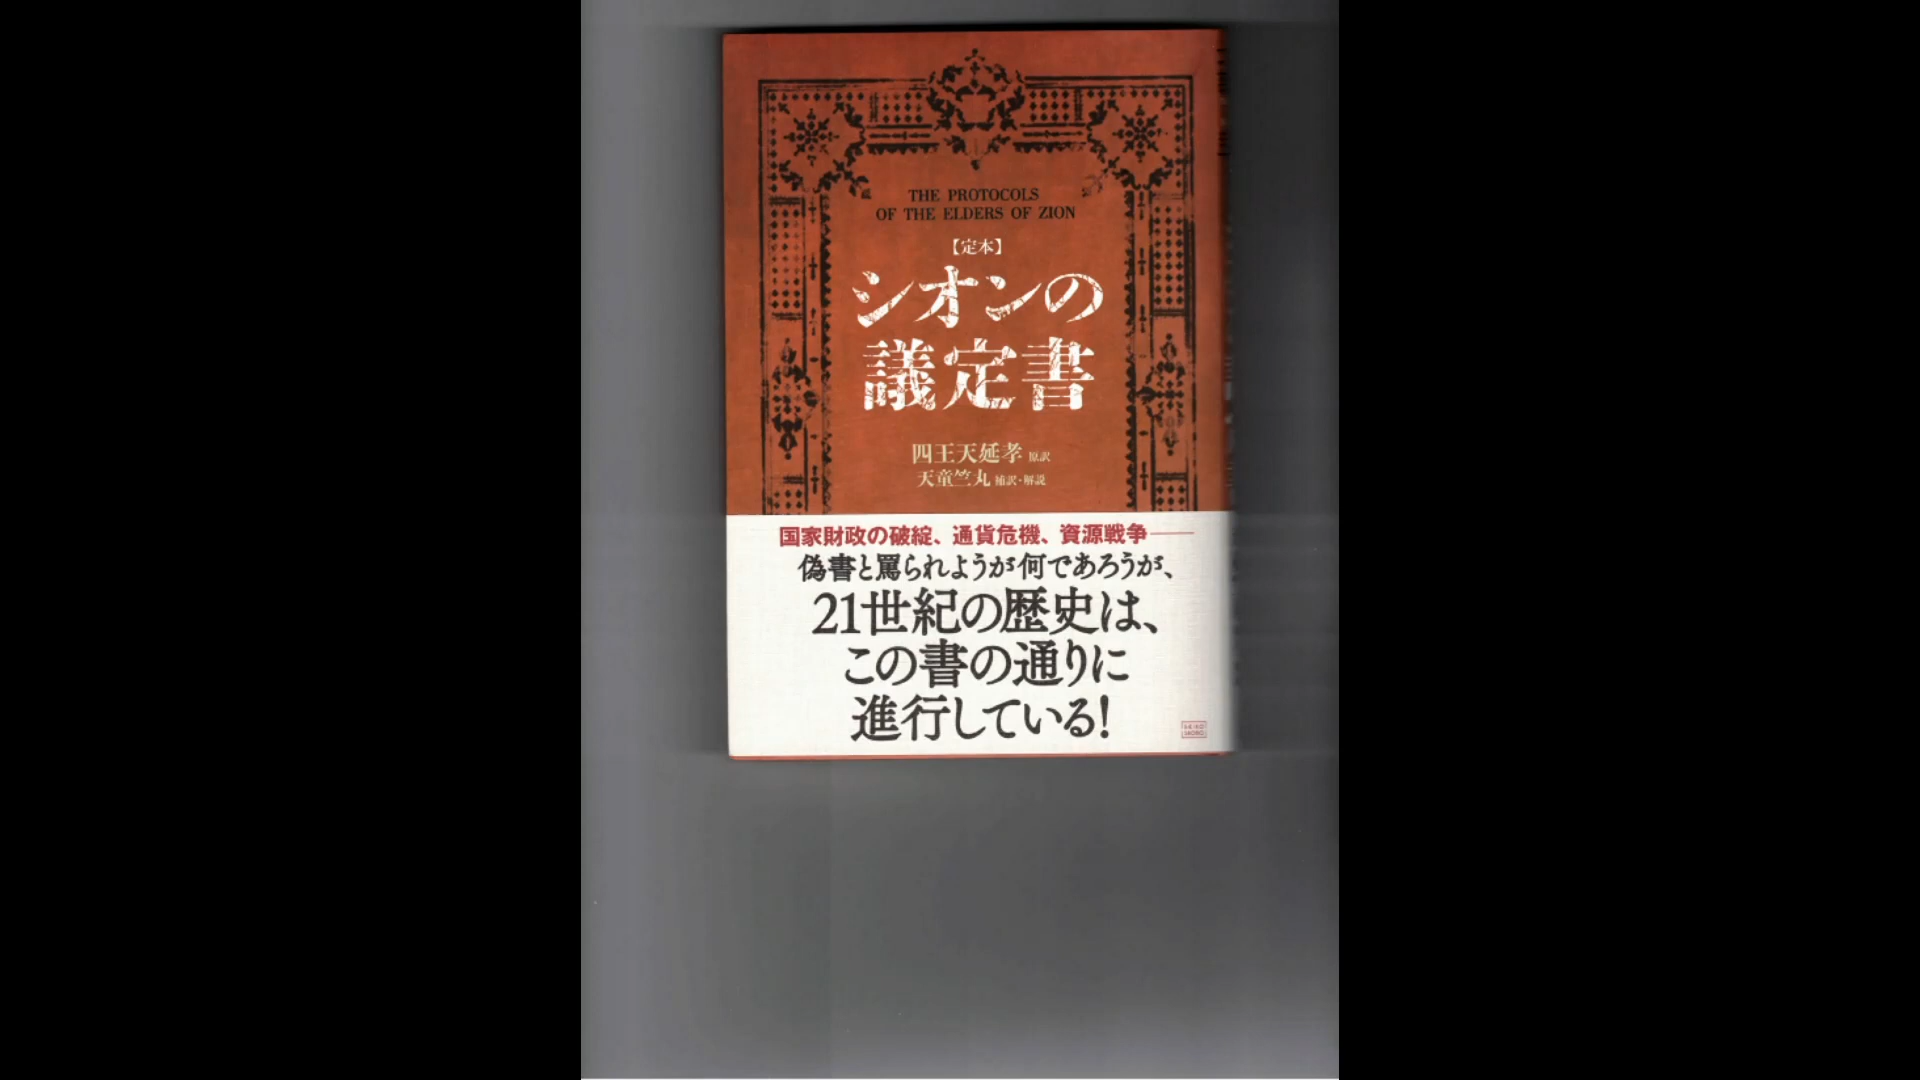 THE PROTOCOLS
OF THE ELDERS OF ZION
【定本】
シオンの
議定書
四王天延孝 原訳
天童竺丸 補訳・解説
国家財政の破綻、通貨危機、資源戦争――
偽書と罵られようが何であろうが、
21世紀の歴史は、
この書の通りに
進行している!